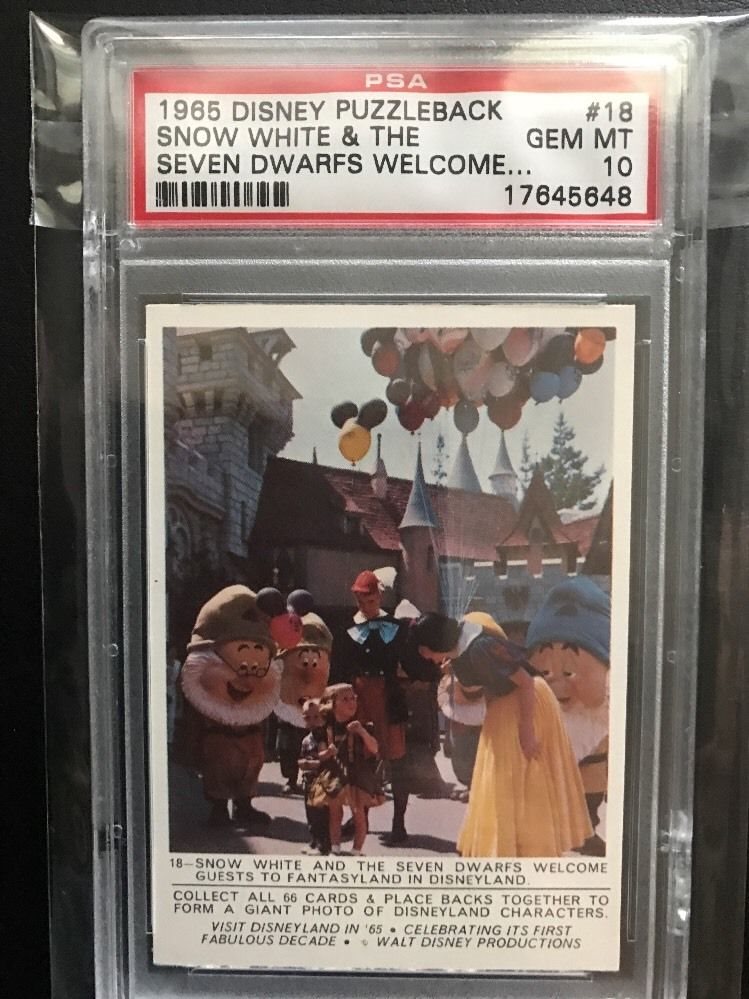 PSA
1965 DISNEY PUZZLEBACK #18
SNOW WHITE & THE GEM MT
SEVEN DWARFS WELCOME... 10
17645648
18—SNOW WHITE AND THE SEVEN DWARFS WELCOME
GUESTS TO FANTASYLAND IN DISNEYLAND.
COLLECT ALL 66 CARDS & PLACE BACKS TOGETHER TO
FORM A GIANT PHOTO OF DISNEYLAND CHARACTERS.
VISIT DISNEYLAND IN '65 • CELEBRATING ITS FIRST
FABULOUS DECADE • © WALT DISNEY PRODUCTIONS